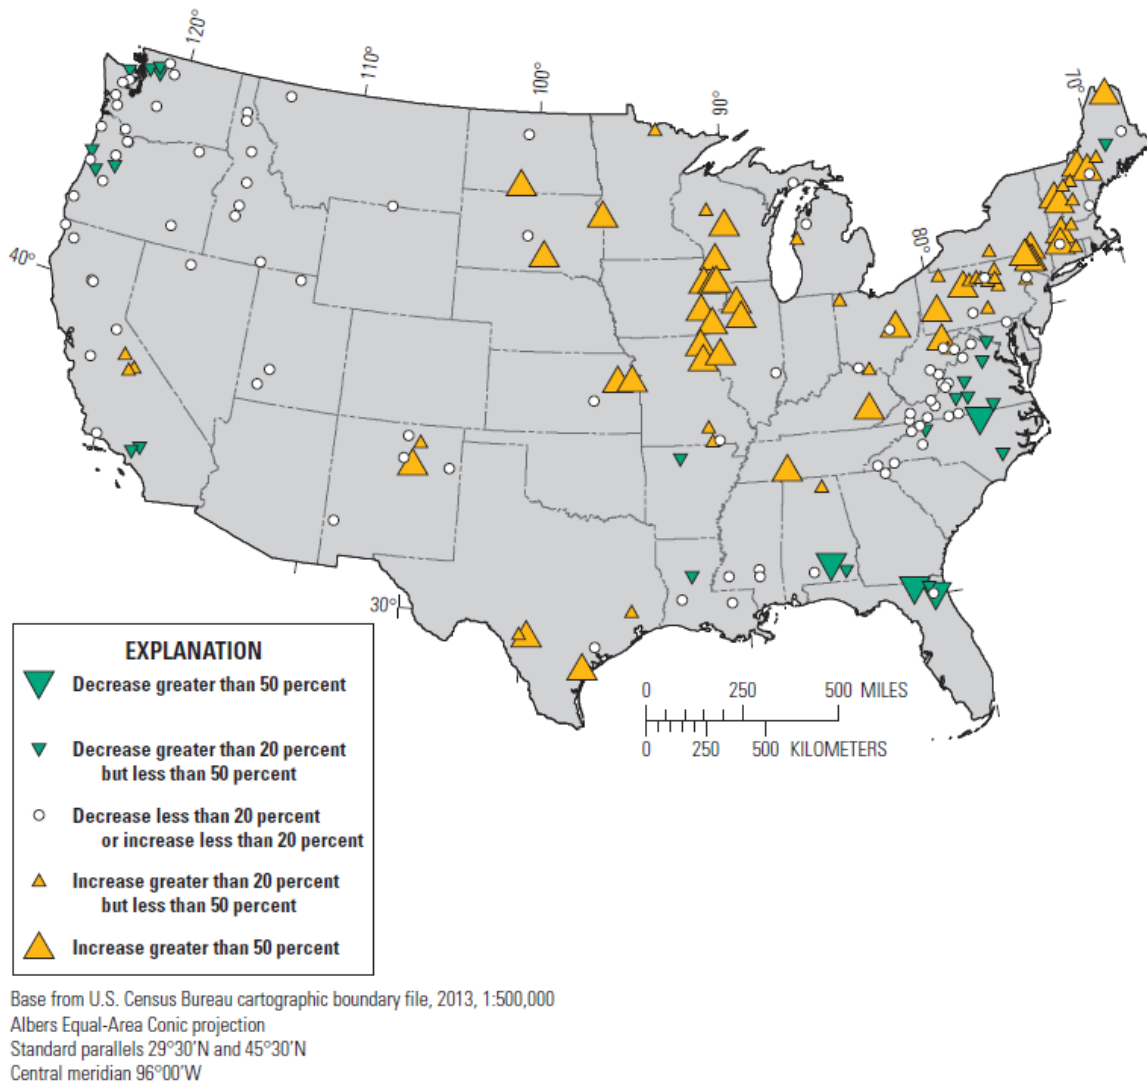 120°
110°
100°
90°
70°
80°
40°
30°
EXPLANATION
Decrease greater than 50 percent
Decrease greater than 20 percent
but less than 50 percent
Decrease less than 20 percent
or increase less than 20 percent
Increase greater than 20 percent
but less than 50 percent
Increase greater than 50 percent
0 250 500 MILES
0 250 500 KILOMETERS
Base from U.S. Census Bureau cartographic boundary file, 2013, 1:500,000
Albers Equal-Area Conic projection
Standard parallels 29°30'N and 45°30'N
Central meridian 96°00'W